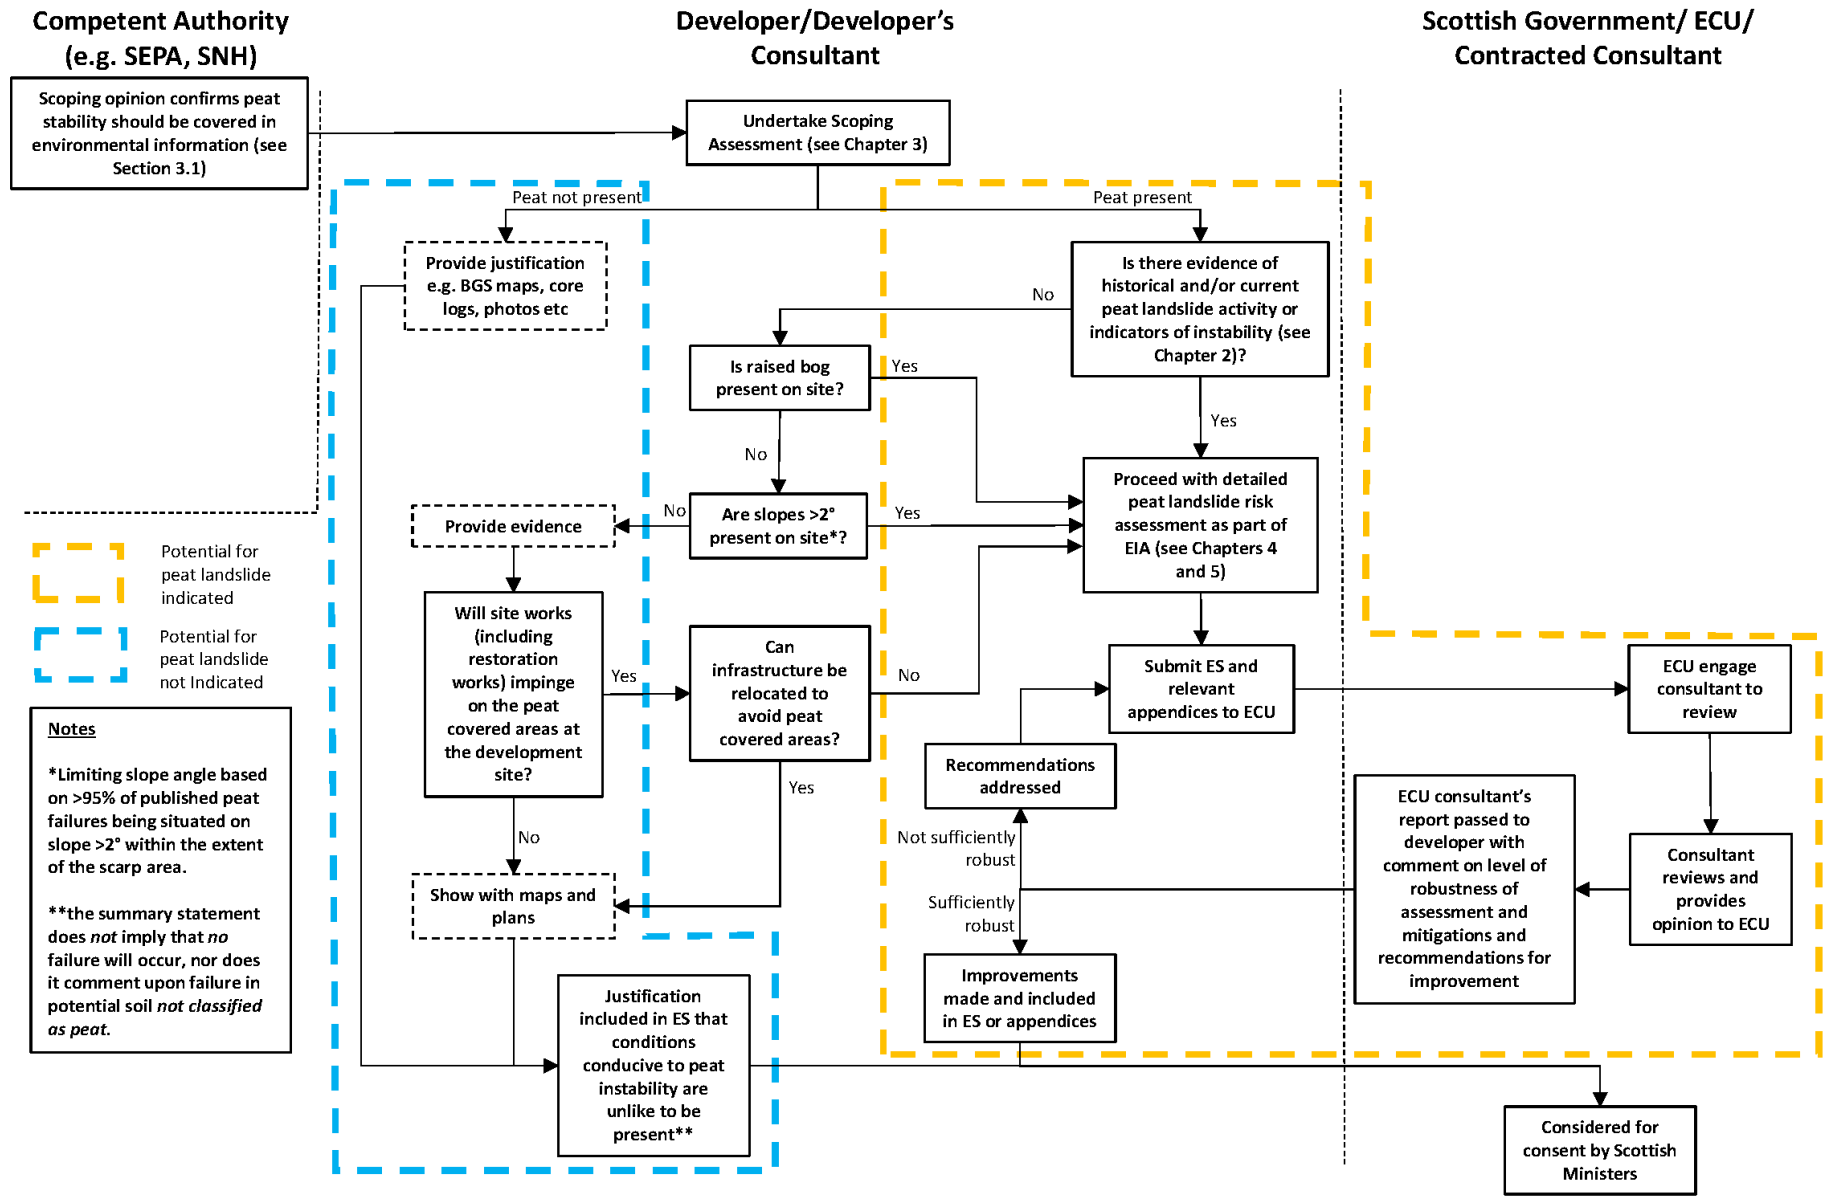 Competent Authority
(e.g. SEPA, SNH)
Developer/Developer’s
Consultant
Scottish Government/ ECU/
Contracted Consultant
Scoping opinion confirms peat
stability should be covered in
environmental information (see
Section 3.1)
Undertake Scoping
Assessment (see Chapter 3)
Peat not present
Peat present
Provide justification
e.g. BGS maps, core
logs, photos etc
Is there evidence of
historical and/or current
peat landslide activity or
indicators of instability (see
Chapter 2)?
No
Is raised bog
present on site?
Yes
Yes
No
Proceed with detailed
peat landslide risk
assessment as part of
EIA (see Chapters 4
and 5)
Provide evidence
No
Are slopes >2°
present on site*?
Yes
Potential for
peat landslide
indicated
Potential for
peat landslide
not Indicated
Will site works
(including
restoration
works) impinge
on the peat
covered areas at
the development
site?
Yes
Can
infrastructure be
relocated to
avoid peat
covered areas?
No
Submit ES and
relevant
appendices to ECU
ECU engage
consultant to
review
Notes
*Limiting slope angle based
on >95% of published peat
failures being situated on
slope >2° within the extent
of the scarp area.
**the summary statement
does not imply that no
failure will occur, nor does
it comment upon failure in
potential soil not classified
as peat.
Recommendations
addressed
Yes
No
Not sufficiently
robust
Sufficiently
robust
ECU consultant’s
report passed to
developer with
comment on level of
robustness of
assessment and
mitigations and
recommendations for
improvement
Consultant
reviews and
provides
opinion to ECU
Show with maps and
plans
Improvements
made and included
in ES or appendices
Justification
included in ES that
conditions
conducive to peat
instability are
unlike to be
present**
Considered for
consent by Scottish
Ministers